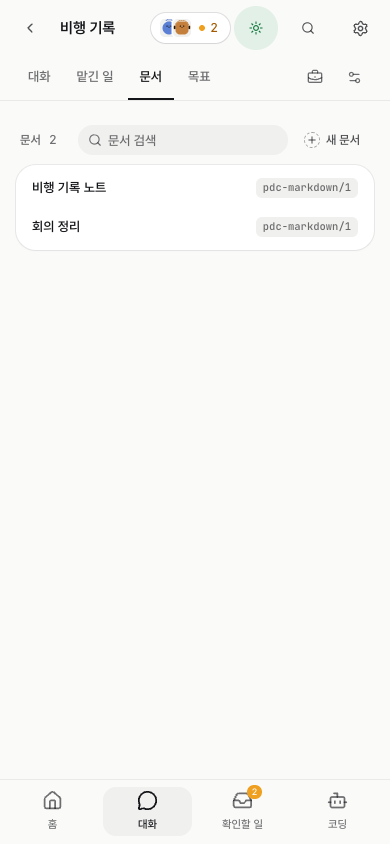 비행 기록
2
대화 맡긴 일 문서 목표
문서 2 문서 검색 새 문서
비행 기록 노트 pdc-markdown/1
회의 정리 pdc-markdown/1
2
홈 대화 확인할 일 코딩